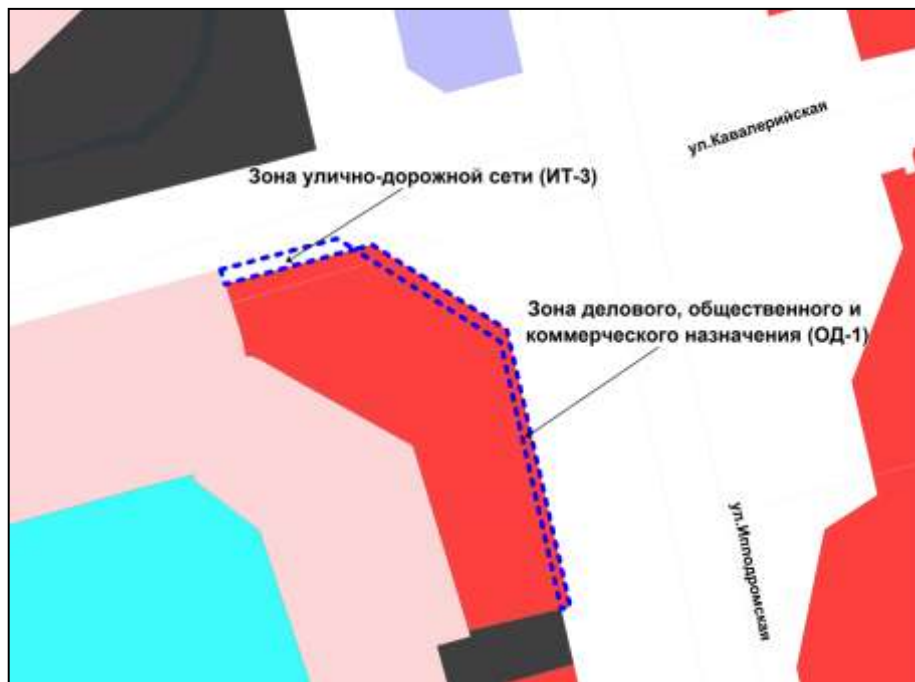 ул.Кавалерийская
Зона улично-дорожной сети (ИТ-3)
Зона делового, общественного и
коммерческого назначения (ОД-1)
ул.Ипподромская